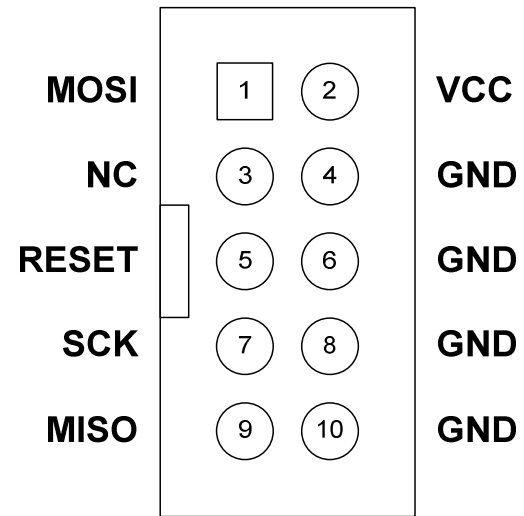 MOSI 1 2 VCC
NC 3 4 GND
RESET 5 6 GND
SCK 7 8 GND
MISO 9 10 GND